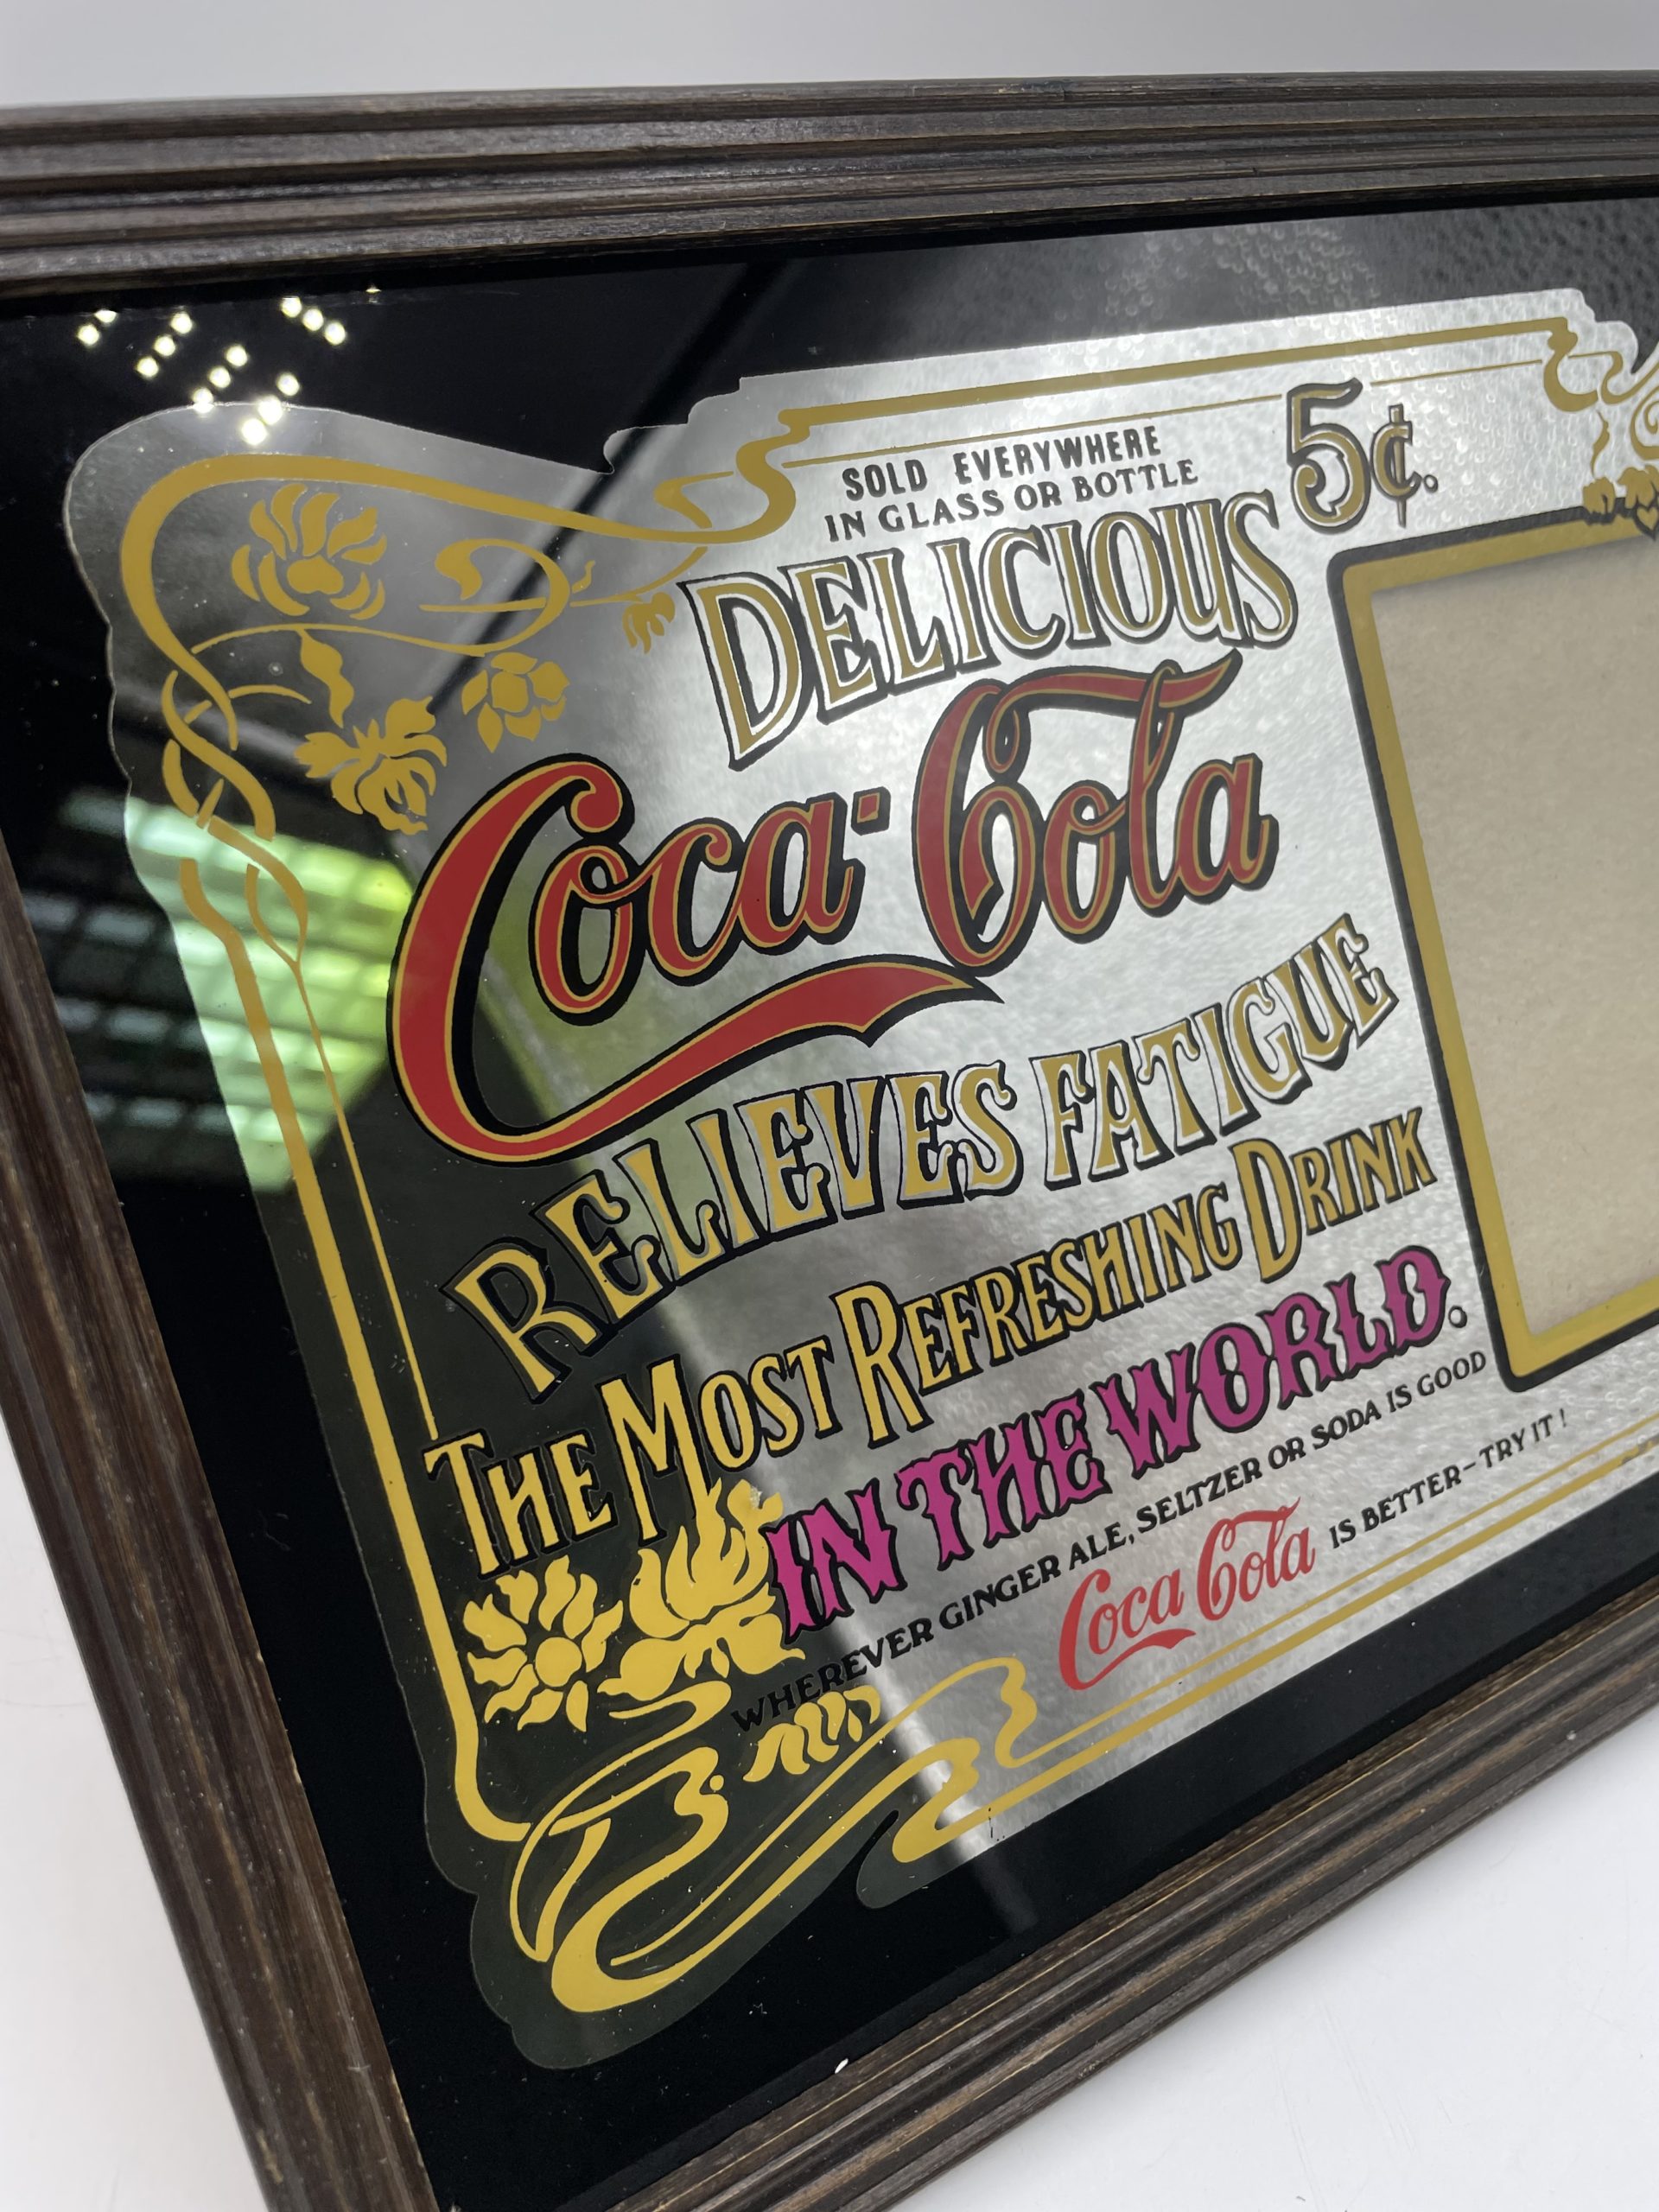 SOLD EVERYWHERE 5¢.
IN GLASS OR BOTTLE
DELICIOUS
Coca-Cola
RELIEVES FATIGUE
THE MOST REFRESHING DRINK
IN THE WORLD.
WHEREVER GINGER ALE, SELTZER OR SODA IS GOOD
Coca Cola IS BETTER-TRY IT!